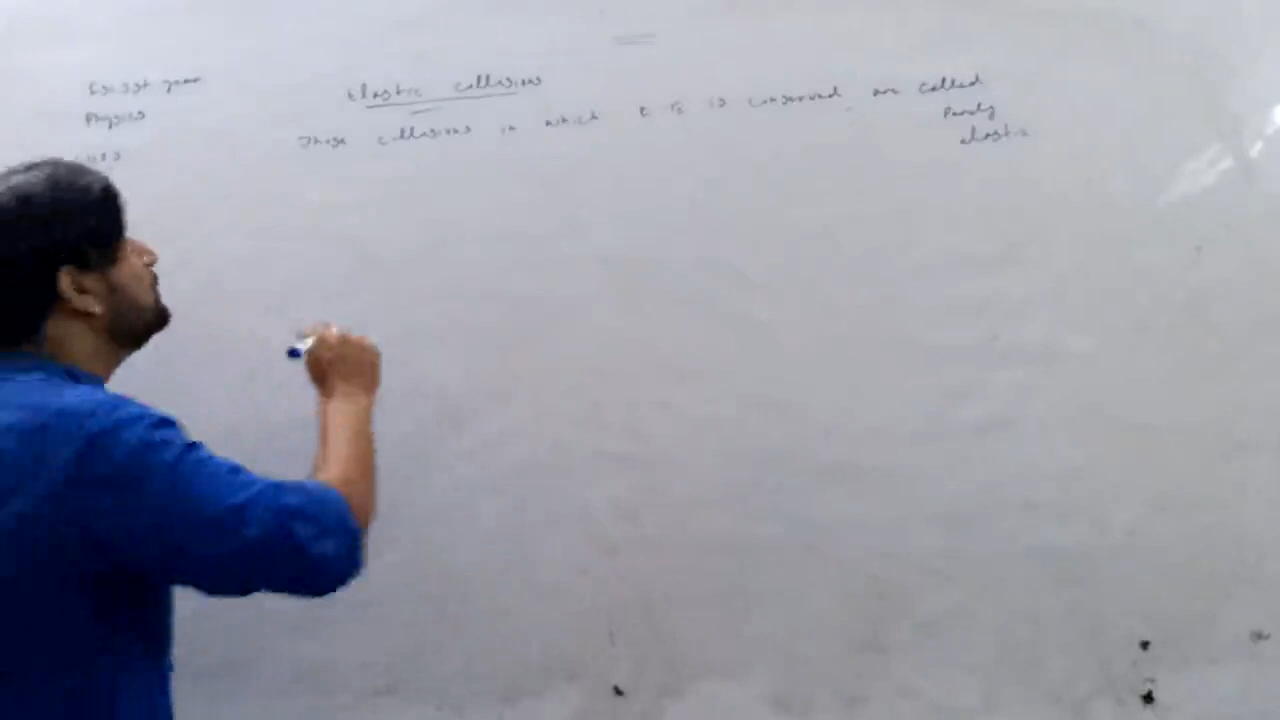 First year
Physics
Elastic collisions
Those collisions in which K.E is conserved are called
Purely
elastic